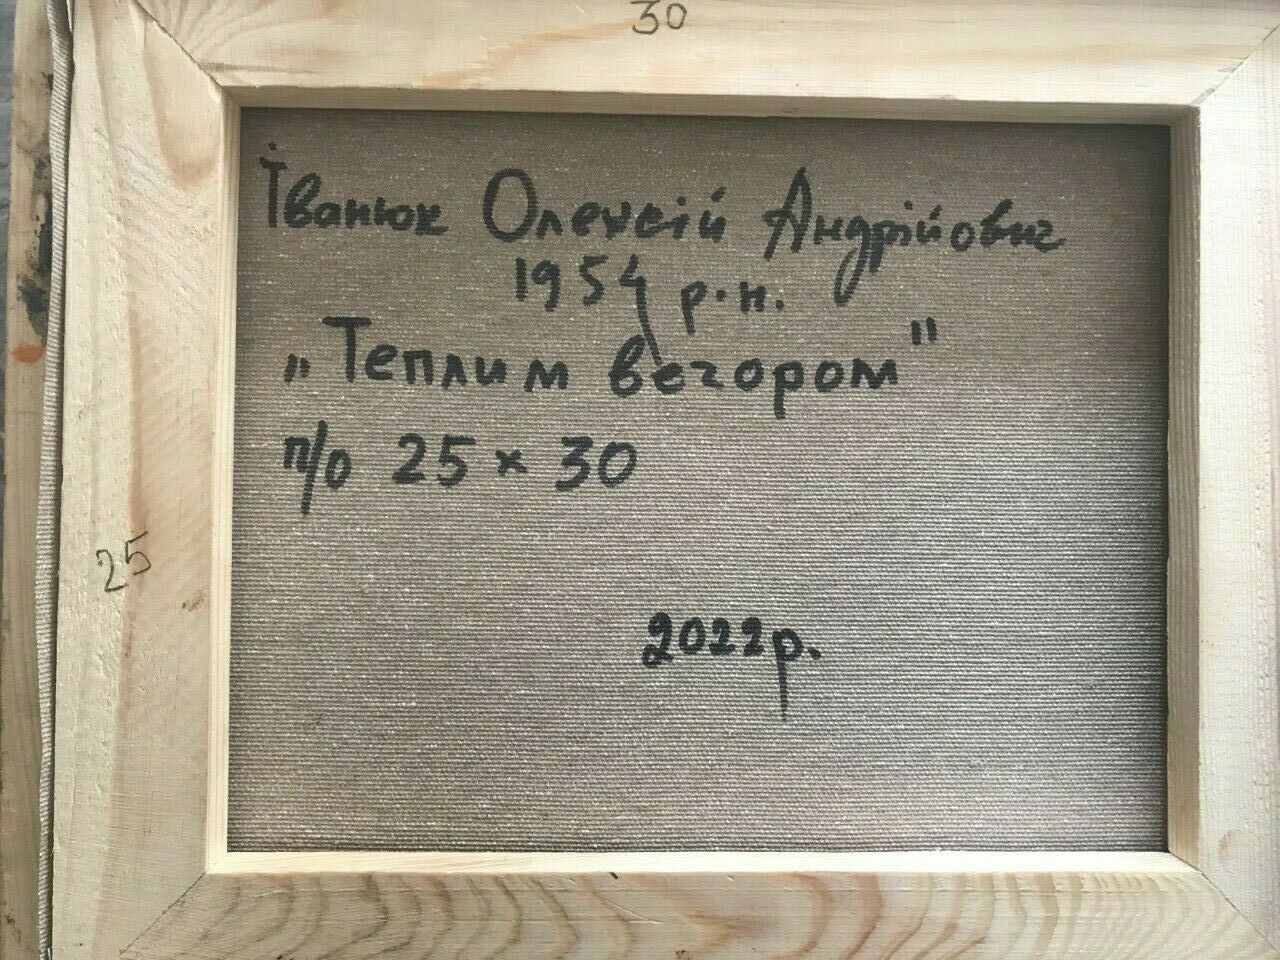 30
Іванюк Олексій Андрійович
1954 р.н.
„Теплим вечором"
п/о 25 × 30
25
2022р.